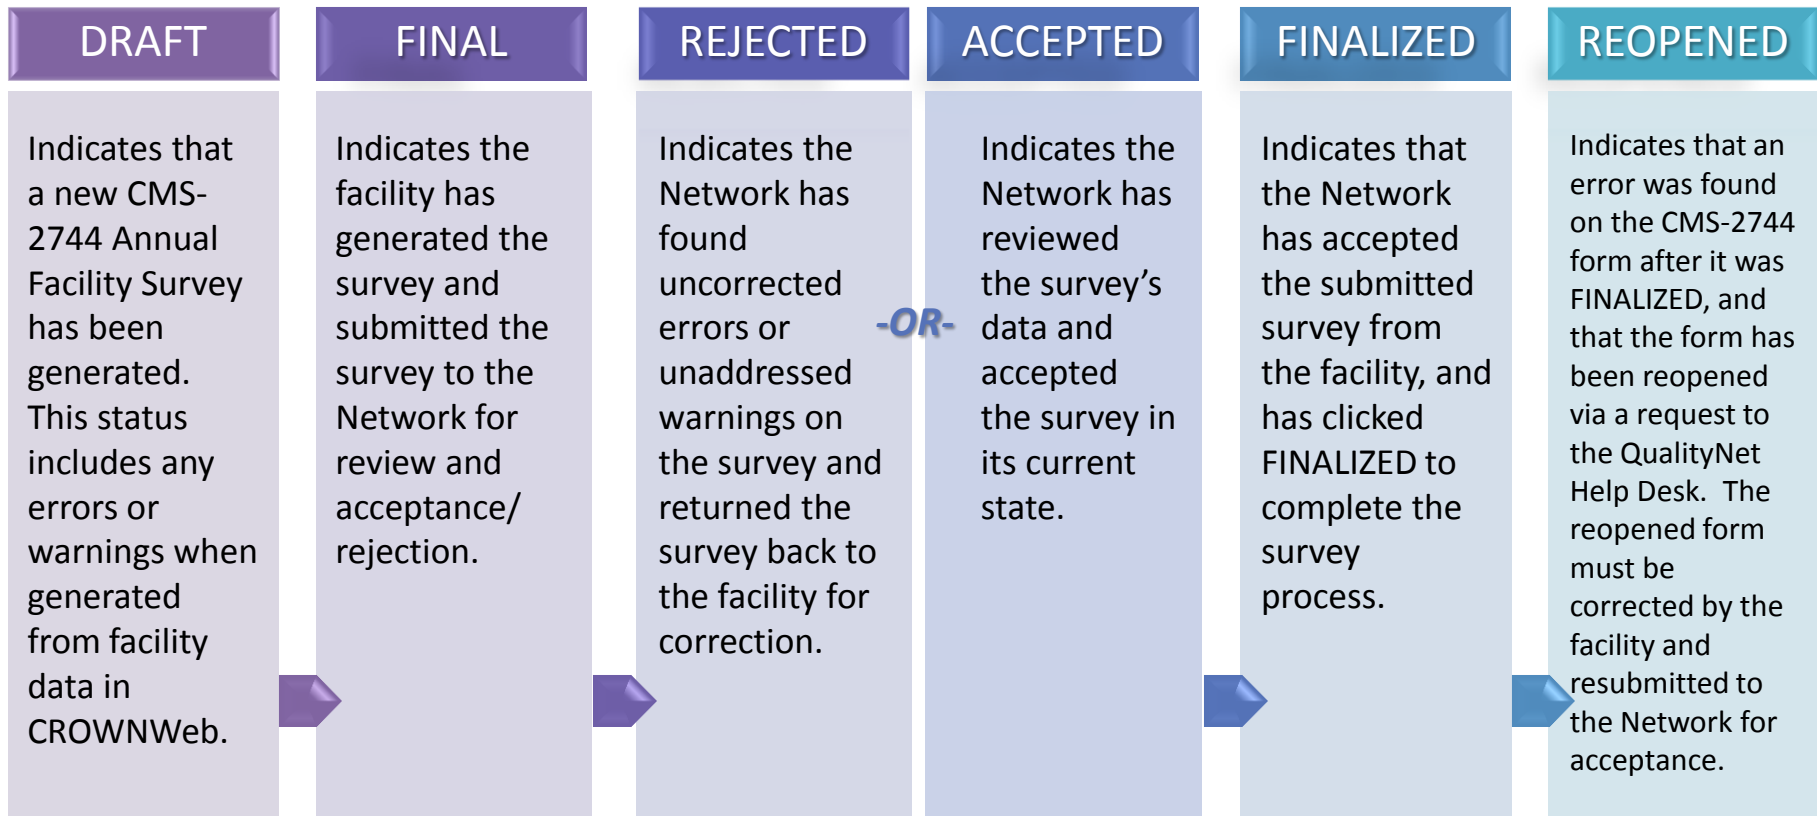 DRAFT
Indicates that
a new CMS-
2744 Annual
Facility Survey
has been
generated.
This status
includes any
errors or
warnings when
generated
from facility
data in
CROWNWeb.
FINAL
Indicates the
facility has
generated the
survey and
submitted the
survey to the
Network for
review and
acceptance/
rejection.
REJECTED
Indicates the
Network has
found
uncorrected
errors or
unaddressed
warnings on
the survey and
returned the
survey back to
the facility for
correction.
-OR-
ACCEPTED
Indicates the
Network has
reviewed
the survey’s
data and
accepted
the survey in
its current
state.
FINALIZED
Indicates that
the Network
has accepted
the submitted
survey from
the facility, and
has clicked
FINALIZED to
complete the
survey
process.
REOPENED
Indicates that an
error was found
on the CMS-2744
form after it was
FINALIZED, and
that the form has
been reopened
via a request to
the QualityNet
Help Desk.  The
reopened form
must be
corrected by the
facility and
resubmitted to
the Network for
acceptance.